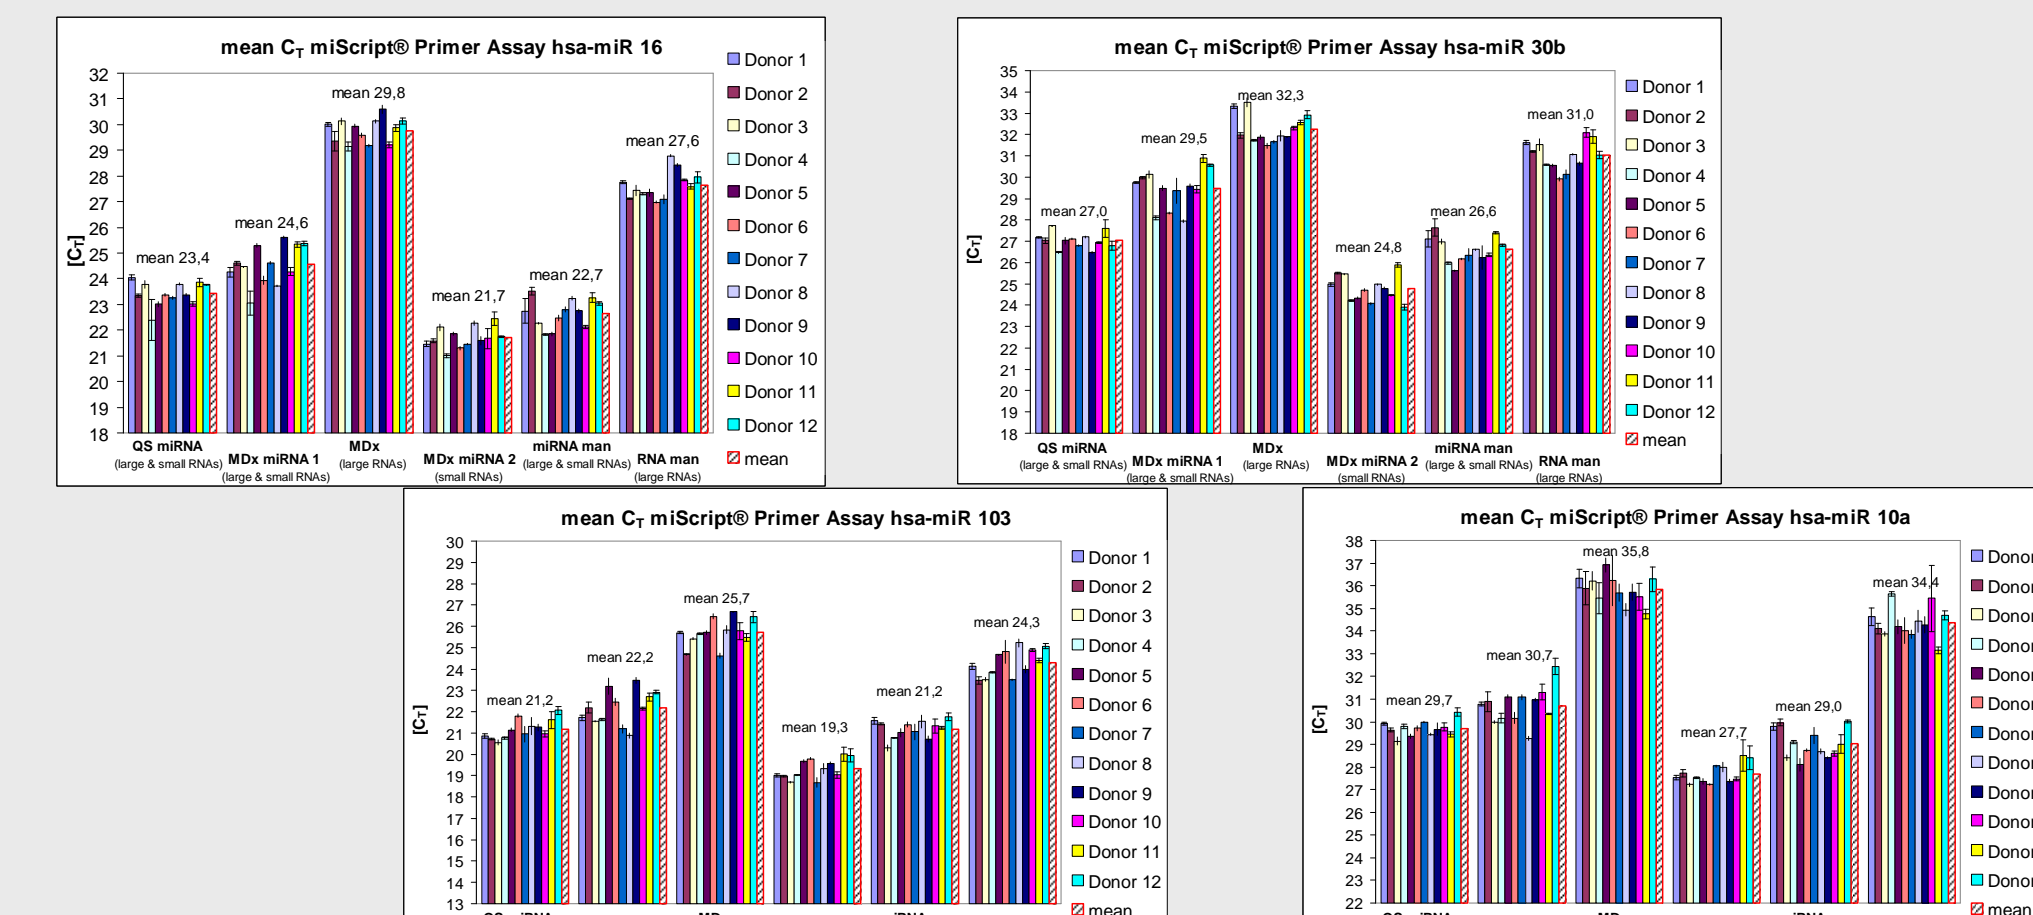 mean CT miScript® Primer Assay hsa-miR 16
32
31
30
29
28
27
26
25
24
23
22
21
20
19
18
[CT]
mean 23,4
mean 24,6
mean 29,8
mean 21,7
mean 22,7
mean 27,6
QS miRNA
(large & small RNAs)
MDx miRNA 1
(large & small RNAs)
MDx
(large RNAs)
MDx miRNA 2
(small RNAs)
miRNA man
(large & small RNAs)
RNA man
(large RNAs)
Donor 1
Donor 2
Donor 3
Donor 4
Donor 5
Donor 6
Donor 7
Donor 8
Donor 9
Donor 10
Donor 11
Donor 12
mean
mean CT miScript® Primer Assay hsa-miR 30b
35
34
33
32
31
30
29
28
27
26
25
24
23
22
21
20
19
18
[CT]
mean 27,0
mean 29,5
mean 32,3
mean 24,8
mean 26,6
mean 31,0
QS miRNA
(large & small RNAs)
MDx miRNA 1
(large & small RNAs)
MDx
(large RNAs)
MDx miRNA 2
(small RNAs)
miRNA man
(large & small RNAs)
RNA man
(large RNAs)
Donor 1
Donor 2
Donor 3
Donor 4
Donor 5
Donor 6
Donor 7
Donor 8
Donor 9
Donor 10
Donor 11
Donor 12
mean
mean CT miScript® Primer Assay hsa-miR 103
30
29
28
27
26
25
24
23
22
21
20
19
18
17
16
15
14
13
[CT]
mean 21,2
mean 22,2
mean 25,7
mean 19,3
mean 21,2
mean 24,3
Donor 1
Donor 2
Donor 3
Donor 4
Donor 5
Donor 6
Donor 7
Donor 8
Donor 9
Donor 10
Donor 11
Donor 12
mean
mean CT miScript® Primer Assay hsa-miR 10a
38
37
36
35
34
33
32
31
30
29
28
27
26
25
24
23
22
[CT]
mean 29,7
mean 30,7
mean 35,8
mean 27,7
mean 29,0
mean 34,4
Donor
Donor
Donor
Donor
Donor
Donor
Donor
Donor
Donor
Donor
Donor
Donor
mean